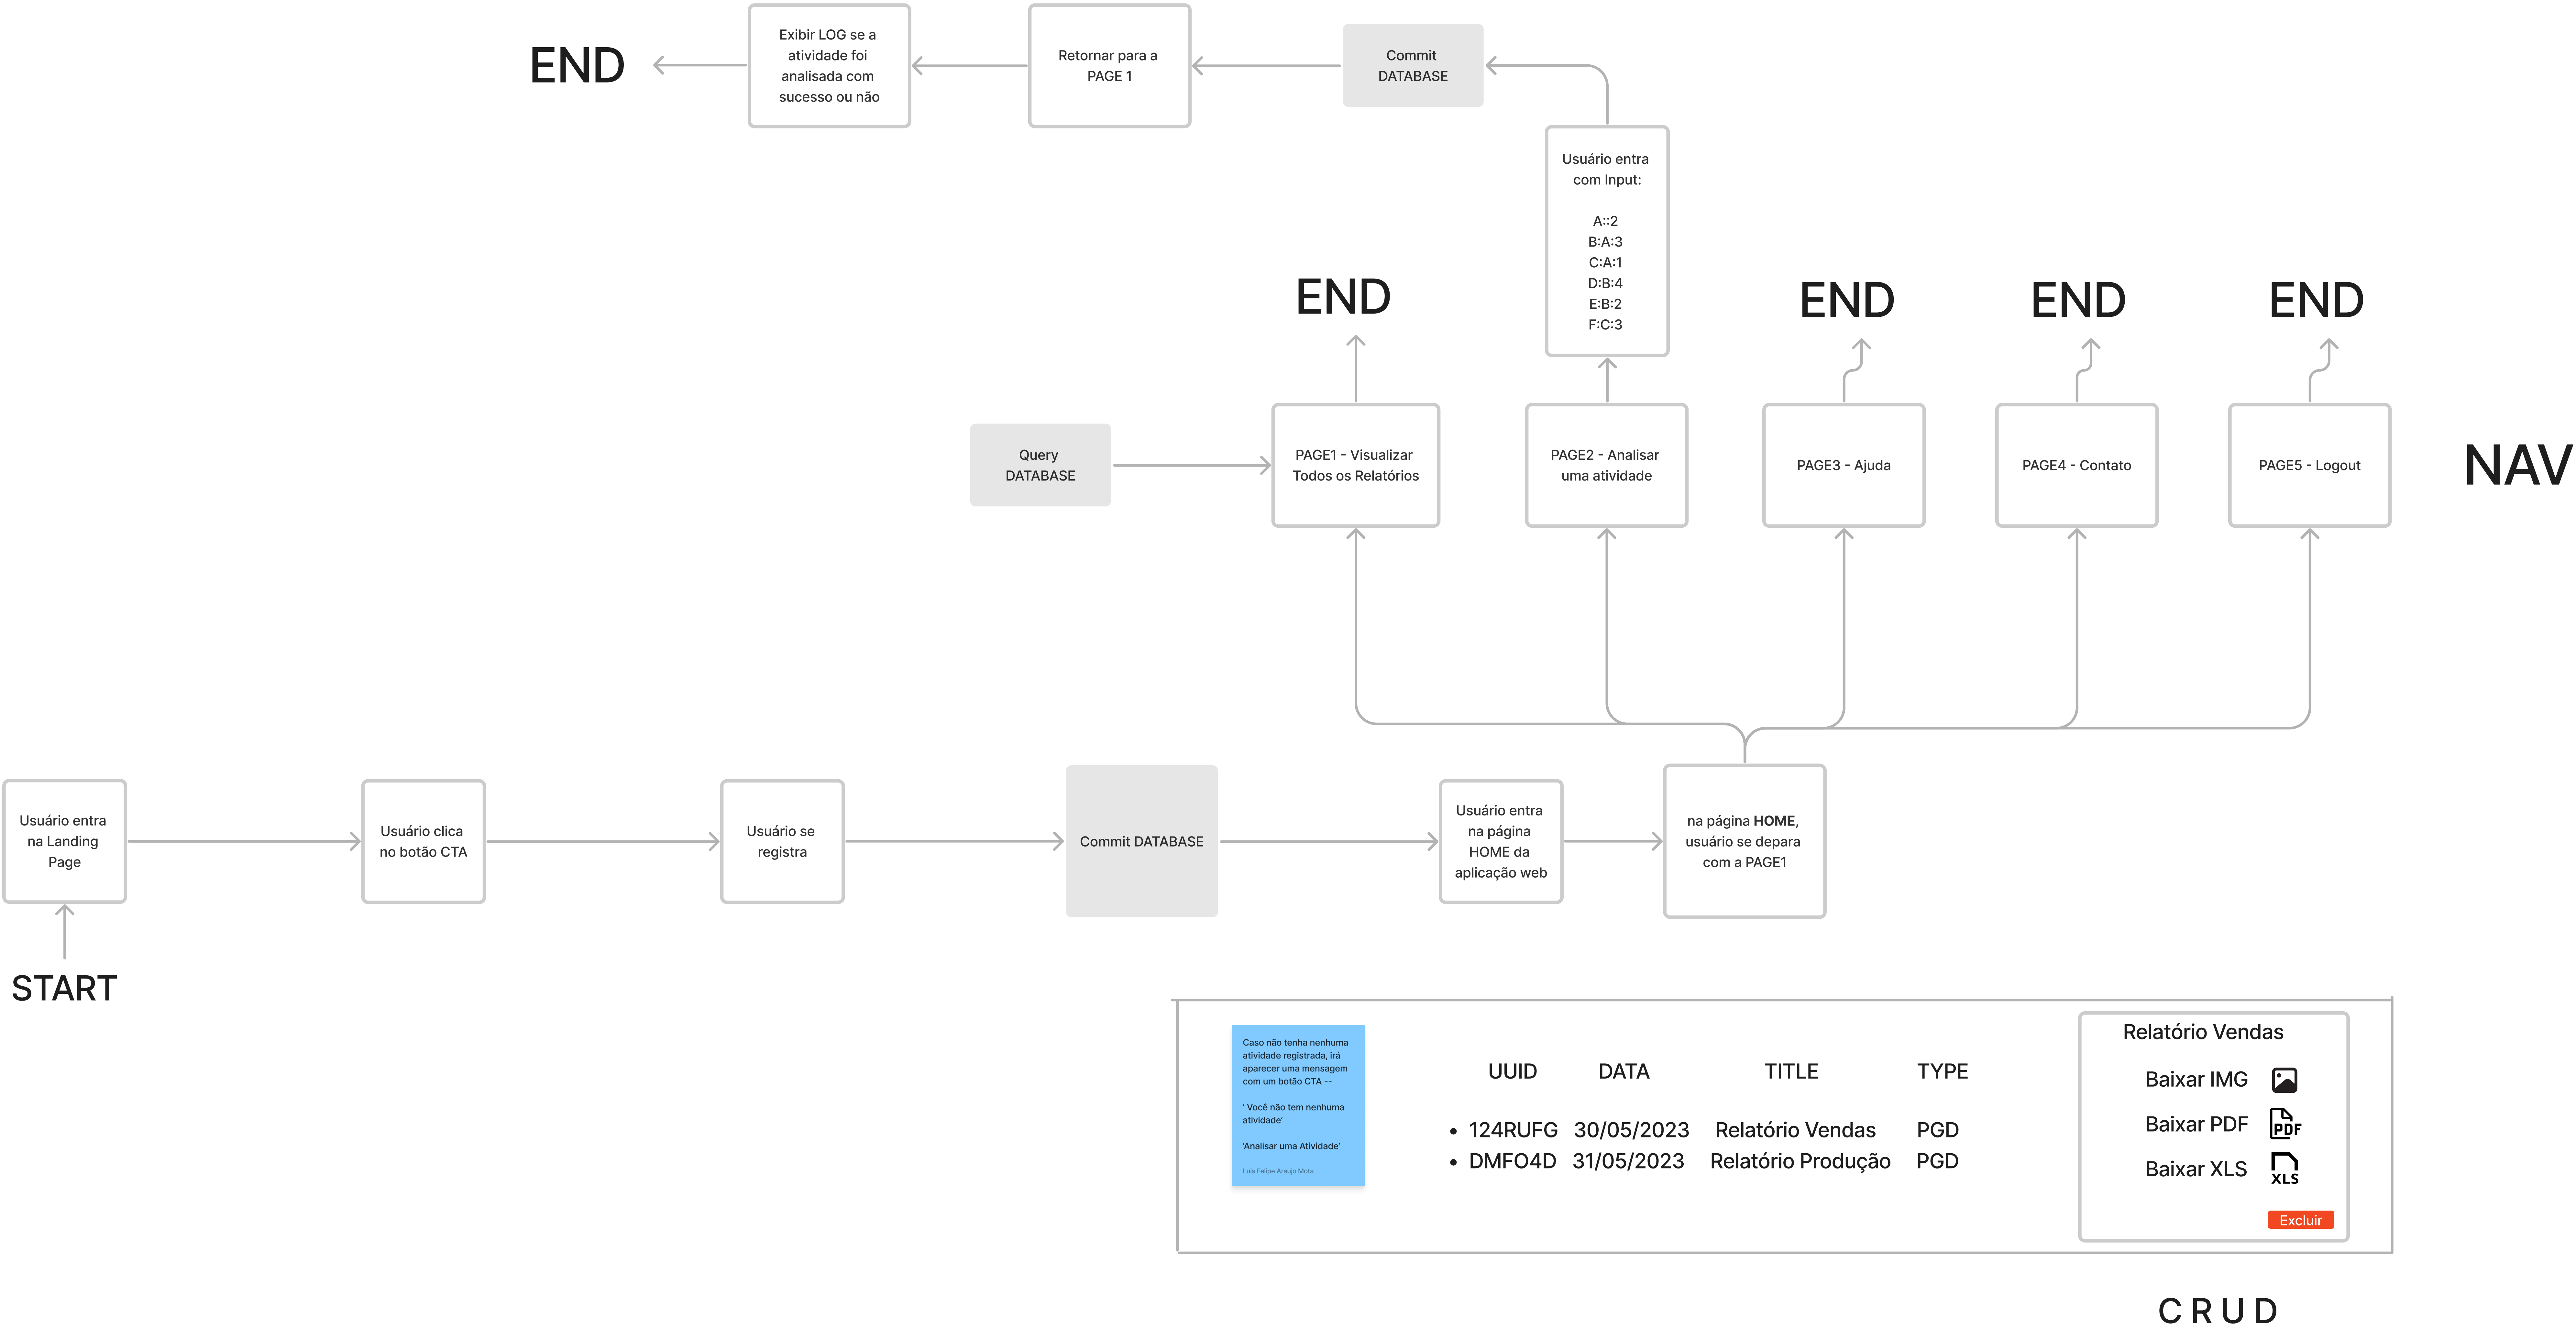 END
Exibir LOG se a
atividade foi
analisada com
sucesso ou não
Retornar para a
PAGE 1
Commit
DATABASE
Usuário entra
com Input:
A::2
B:A:3
C:A:1
D:B:4
E:B:2
F:C:3
END
END
END
END
Query
DATABASE
PAGE1 - Visualizar
Todos os Relatórios
PAGE2 - Analisar
uma atividade
PAGE3 - Ajuda
PAGE4 - Contato
PAGE5 - Logout
NAV
Usuário entra
na Landing
Page
Usuário clica
no botão CTA
Usuário se
registra
Commit DATABASE
Usuário entra
na página
HOME da
aplicação web
na página HOME,
usuário se depara
com a PAGE1
START
Caso não tenha nenhuma
atividade registrada, irá
aparecer uma mensagem
com um botão CTA --
' Você não tem nenhuma
atividade'
'Analisar uma Atividade'
Luis Felipe Araujo Mota
UUID DATA TITLE TYPE
• 124RUFG 30/05/2023 Relatório Vendas PGD
• DMFO4D 31/05/2023 Relatório Produção PGD
Relatório Vendas
Baixar IMG
Baixar PDF PDF
Baixar XLS XLS
Excluir
C R U D